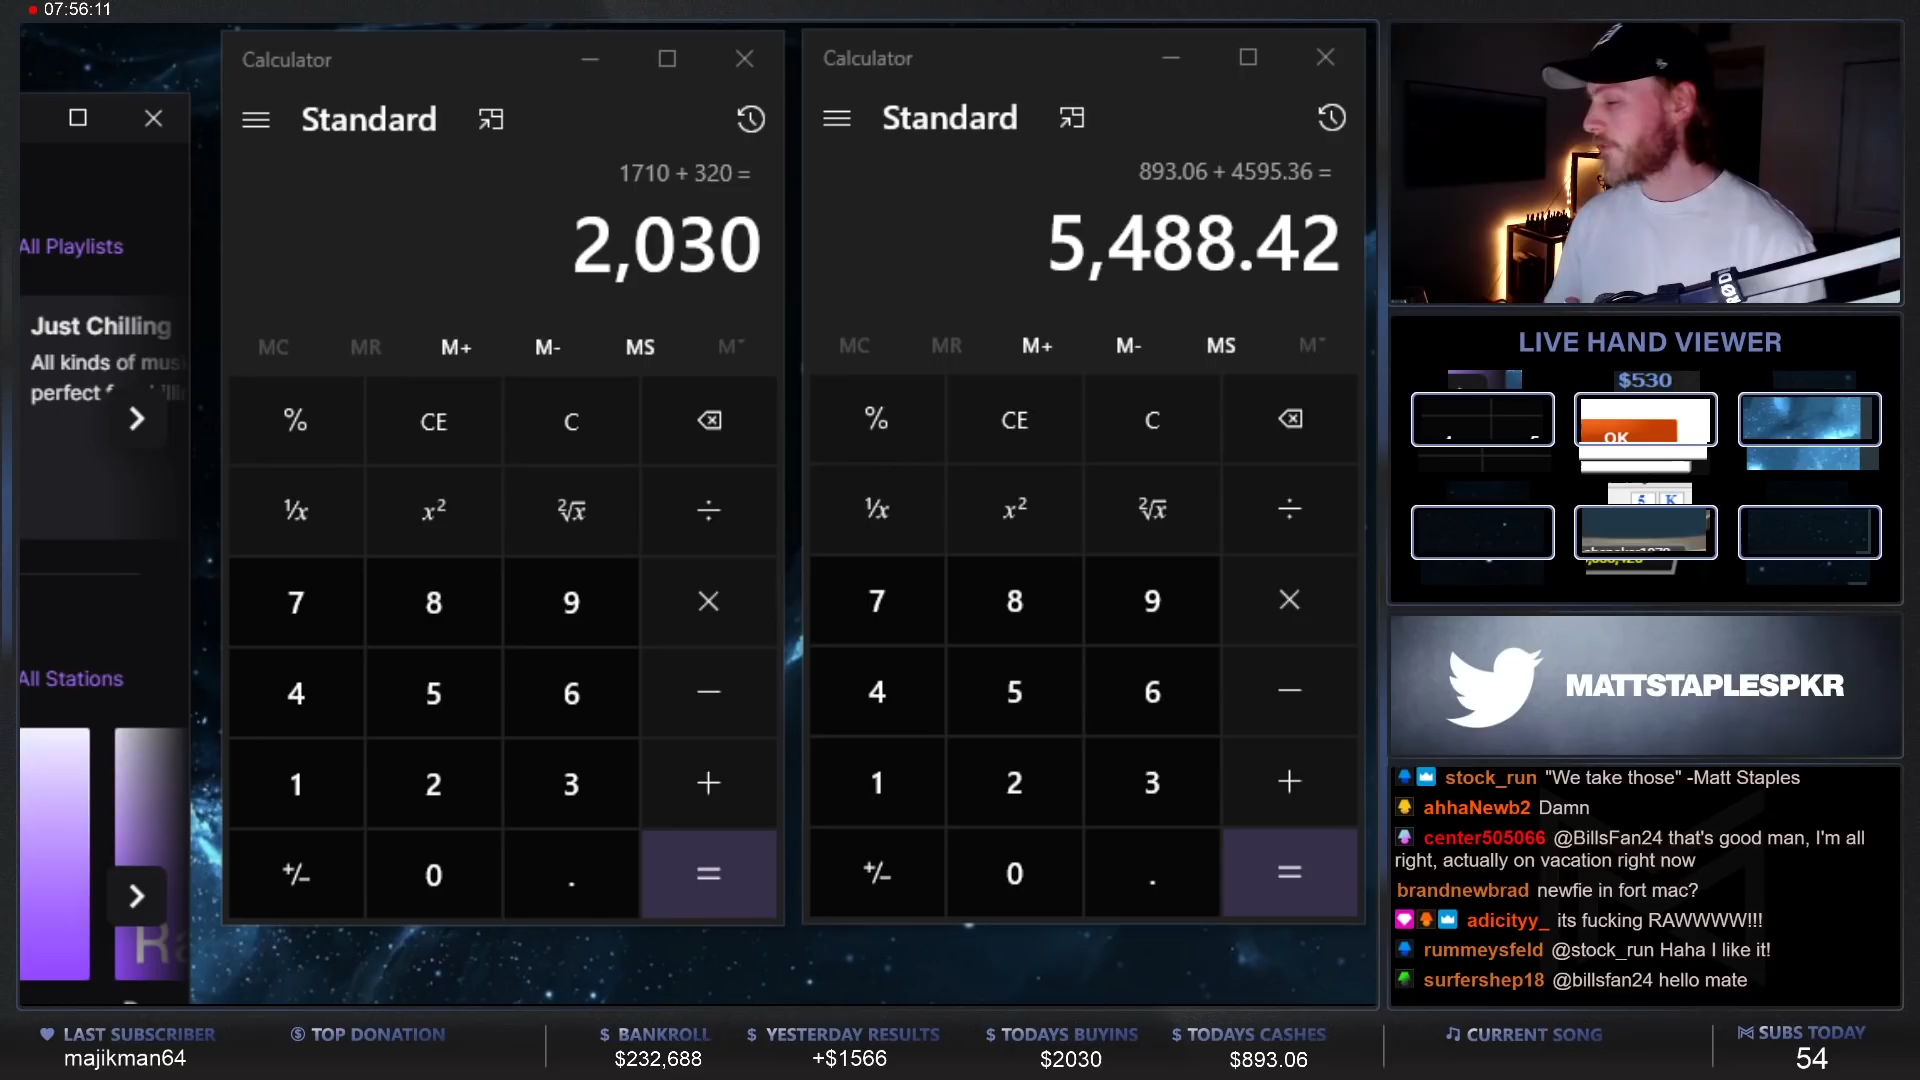 07:56:11
All Playlists
Just Chilling
All kinds of
perfect
All Stations
Calculator
Standard
1710 + 320 =
2,030
MC MR M+ M- MS M˅
% CE C
⅟x x² ²√x ÷
7 8 9 ×
4 5 6 −
1 2 3 +
+/− 0 . =
Calculator
Standard
893.06 + 4595.36 =
5,488.42
MC MR M+ M- MS M˅
% CE C
⅟x x² ²√x ÷
7 8 9 ×
4 5 6 −
1 2 3 +
+/− 0 . =
RØD
LIVE HAND VIEWER
$530
OK
5 K
MATTSTAPLESPKR
stock_run "We take those" -Matt Staples
ahhaNewb2 Damn
center505066 @BillsFan24 that's good man, I'm all
right, actually on vacation right now
brandnewbrad newfie in fort mac?
adicityy_ its fucking RAWWWW!!!
rummeysfeld @stock_run Haha I like it!
surfershep18 @billsfan24 hello mate
LAST SUBSCRIBER
majikman64
$ TOP DONATION
$ BANKROLL
$232,688
$ YESTERDAY RESULTS
+$1566
$ TODAYS BUYINS
$2030
$ TODAYS CASHES
$893.06
CURRENT SONG
SUBS TODAY
54